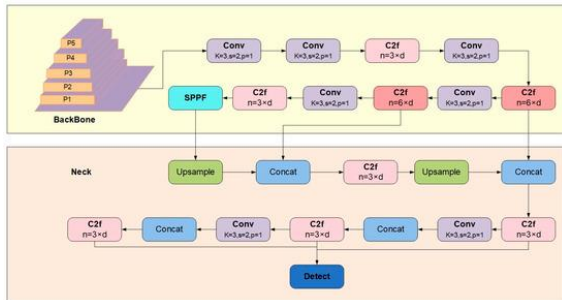 P5
P4
P3
P2
P1
BackBone
Conv
K=3,s=2,p=1
Conv
K=3,s=2,p=1
C2f
n=3×d
Conv
K=3,s=2,p=1
SPPF
C2f
n=3×d
Conv
K=3,s=2,p=1
C2f
n=6×d
Conv
K=3,s=2,p=1
C2f
n=6×d
Neck
Upsample
Concat
C2f
n=3×d
Upsample
Concat
C2f
n=3×d
Concat
Conv
K=3,s=2,p=1
C2f
n=3×d
Concat
Conv
K=3,s=2,p=1
C2f
n=3×d
Detect